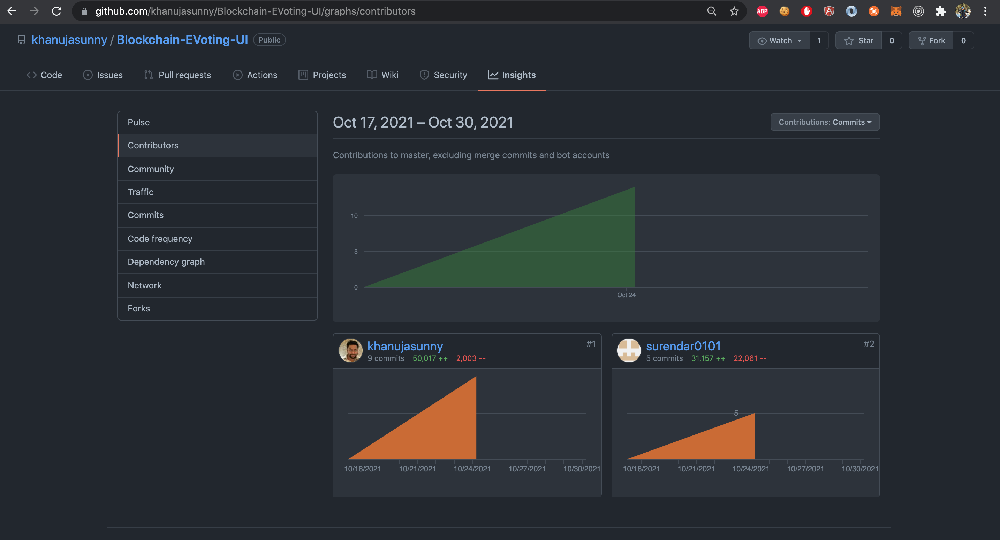 github.com/khanujasunny/Blockchain-EVoting-UI/graphs/contributors
ABP
khanujasunny / Blockchain-EVoting-UI Public
Watch 1 Star 0 Fork 0
Code Issues Pull requests Actions Projects Wiki Security Insights
Pulse
Contributors
Community
Traffic
Commits
Code frequency
Dependency graph
Network
Forks
Oct 17, 2021 – Oct 30, 2021
Contributions: Commits
Contributions to master, excluding merge commits and bot accounts
10
5
0
Oct 24
khanujasunny #1
9 commits 50,017 ++ 2,003 --
10/18/2021 10/21/2021 10/24/2021 10/27/2021 10/30/2021
surendar0101 #2
5 commits 31,157 ++ 22,061 --
5
10/18/2021 10/21/2021 10/24/2021 10/27/2021 10/30/2021